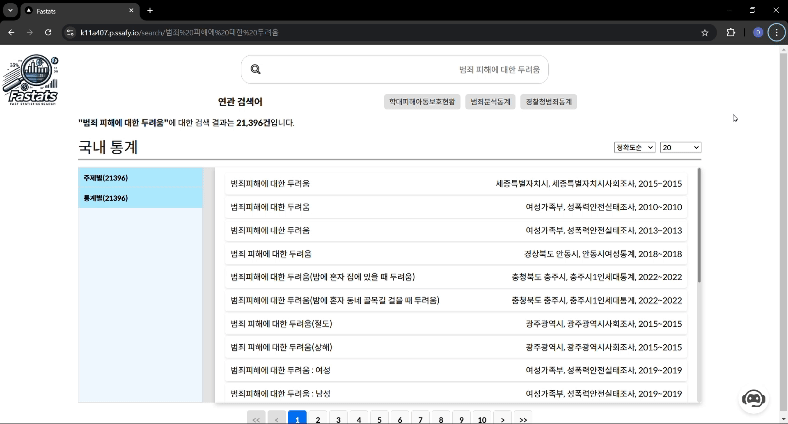 Fastats
k11a407.p.ssafy.io/search/범죄%20피해에%20대한%20두려움
Fastats
범죄 피해에 대한 두려움
연관 검색어
학대피해아동보호현황
범죄분석통계
경찰청범죄통계
"범죄 피해에 대한 두려움"에 대한 검색 결과는 21,396건입니다.
국내 통계
정확도순
20
주제별(21396)
통계별(21396)
범죄피해에 대한 두려움 세종특별자치시, 세종특별자치시사회조사, 2015~2015
범죄피해에 대한 두려움 여성가족부, 성폭력안전실태조사, 2010~2010
범죄피해에 대한 두려움 여성가족부, 성폭력안전실태조사, 2013~2013
범죄 피해에 대한 두려움 경상북도 안동시, 안동시여성통계, 2018~2018
범죄피해에 대한 두려움(밤에 혼자 집에 있을 때 두려움) 충청북도 충주시, 충주시1인세대통계, 2022~2022
범죄피해에 대한 두려움(밤에 혼자 동네 골목길 걸을 때 두려움) 충청북도 충주시, 충주시1인세대통계, 2022~2022
범죄 피해에 대한 두려움(절도) 광주광역시, 광주광역시사회조사, 2015~2015
범죄 피해에 대한 두려움(상해) 광주광역시, 광주광역시사회조사, 2015~2015
범죄피해에 대한 두려움 : 여성 여성가족부, 성폭력안전실태조사, 2019~2019
범죄피해에 대한 두려움 : 남성 여성가족부, 성폭력안전실태조사, 2019~2019
<< < 1 2 3 4 5 6 7 8 9 10 > >>